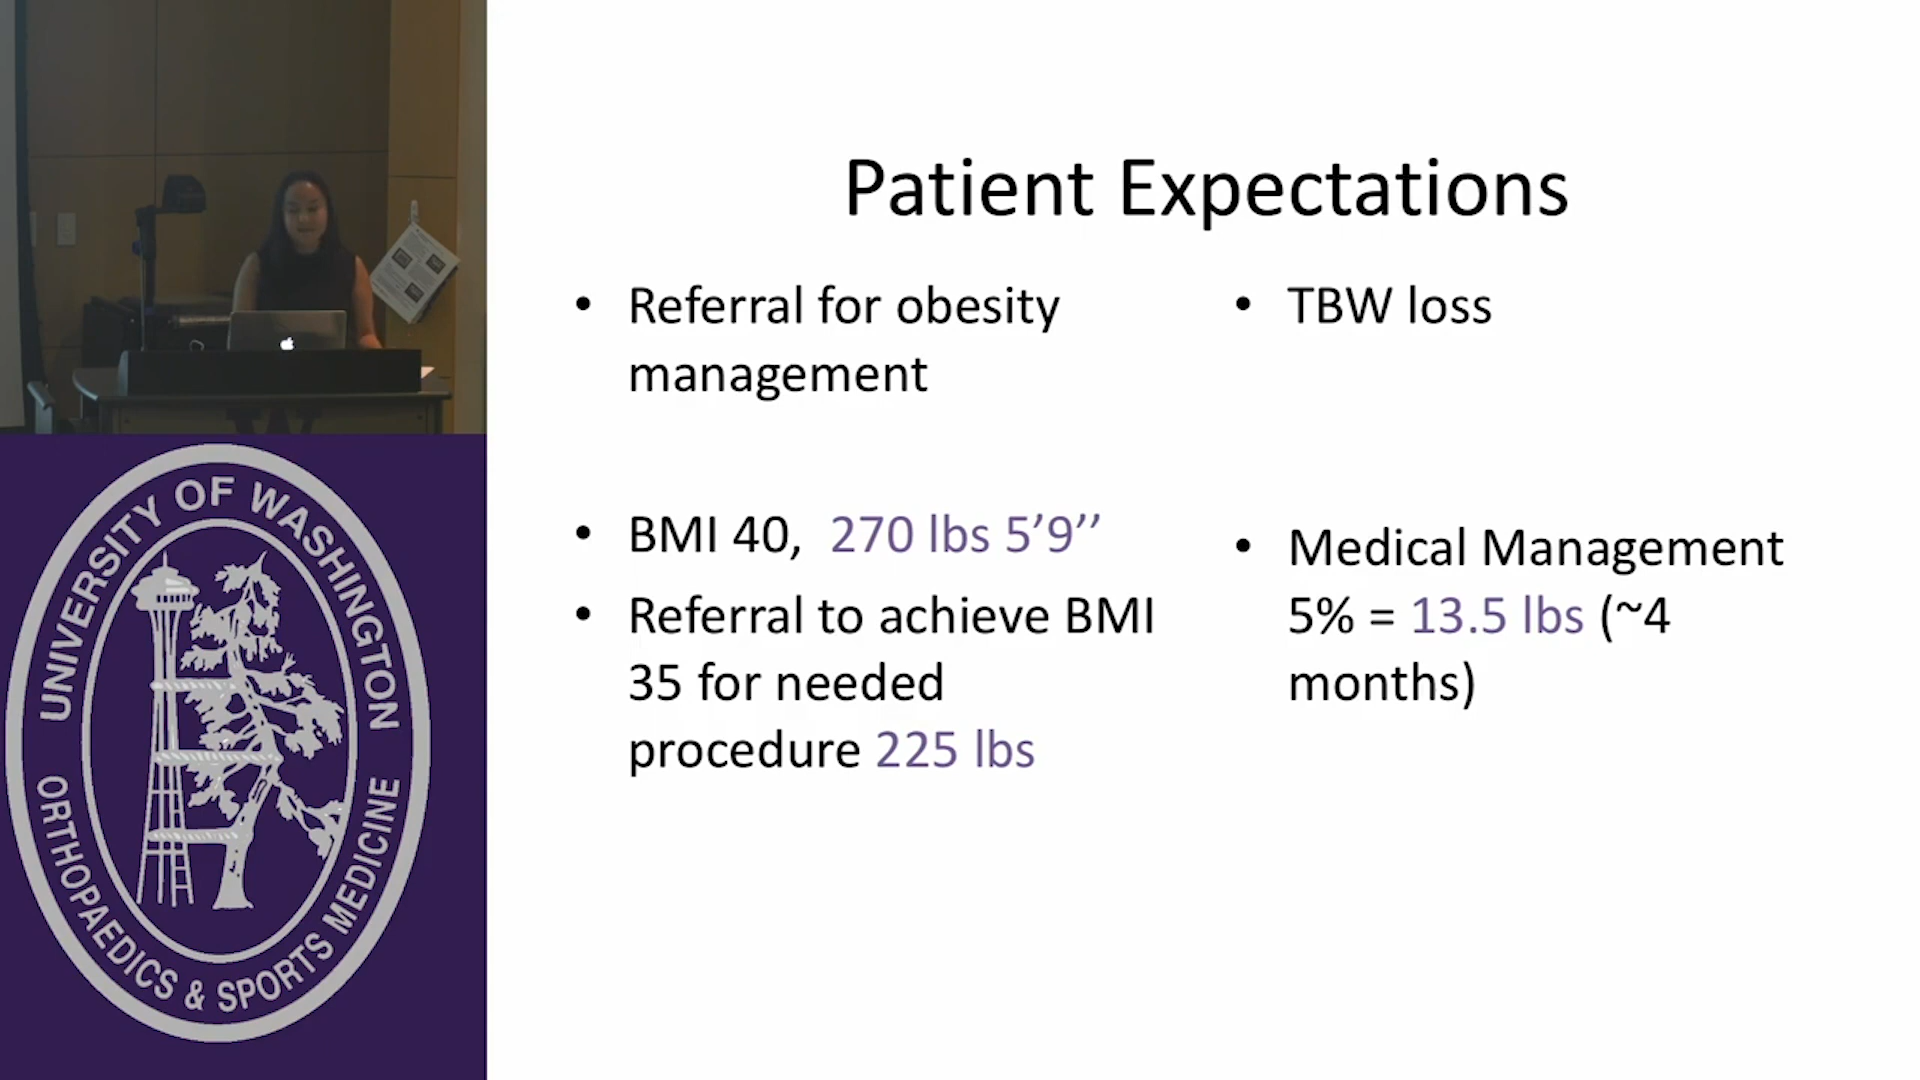 Patient Expectations
• Referral for obesity
management
• BMI 40, 270 lbs 5’9’’
• Referral to achieve BMI
35 for needed
procedure 225 lbs
• TBW loss
• Medical Management
5% = 13.5 lbs (~4
months)
UNIVERSITY OF WASHINGTON
ORTHOPAEDICS & SPORTS MEDICINE